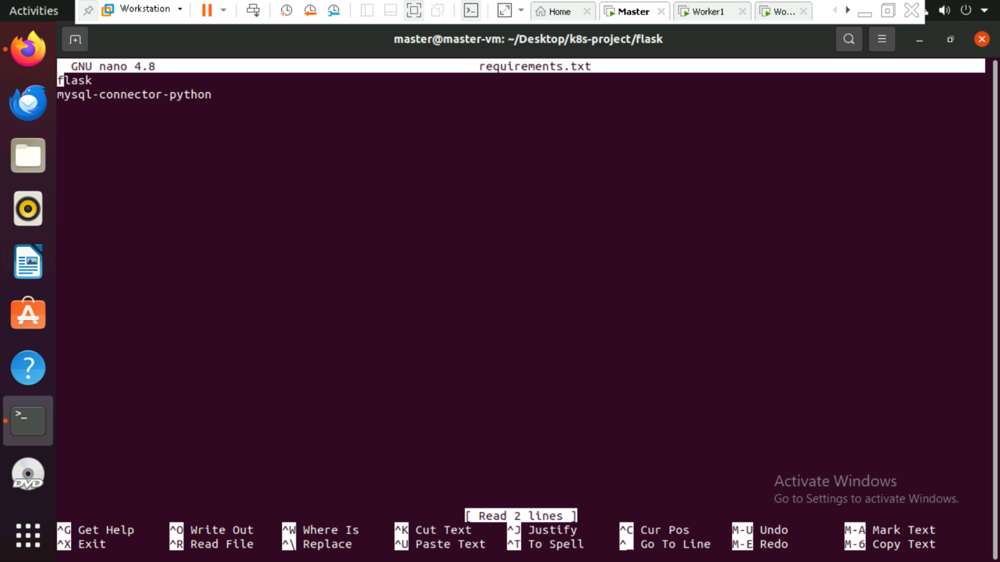 Activities Workstation Home Master Worker1 Wo...
master@master-vm: ~/Desktop/k8s-project/flask
GNU nano 4.8 requirements.txt
flask
mysql-connector-python
Activate Windows
Go to Settings to activate Windows.
[ Read 2 lines ]
^G Get Help ^O Write Out ^W Where Is ^K Cut Text ^J Justify ^C Cur Pos M-U Undo M-A Mark Text
^X Exit ^R Read File ^\ Replace ^U Paste Text ^T To Spell ^_ Go To Line M-E Redo M-6 Copy Text
DVD